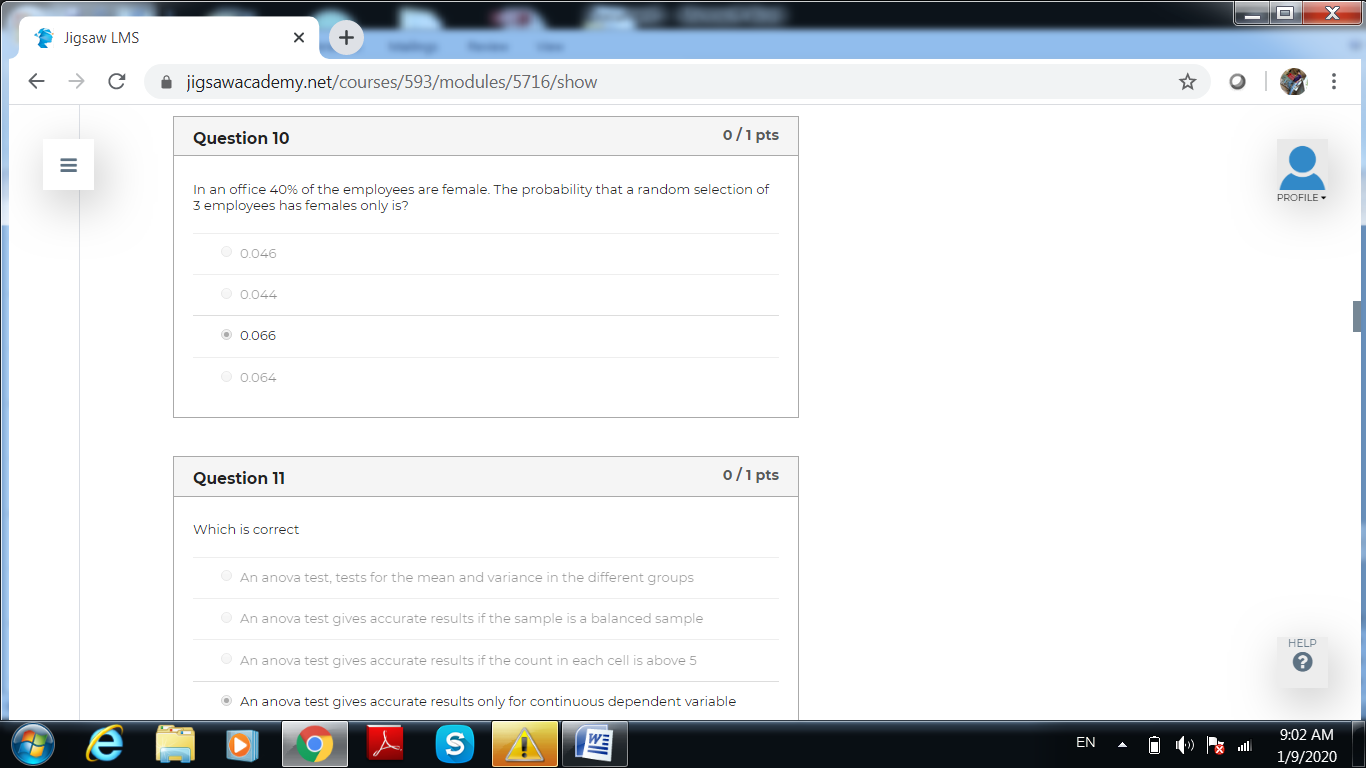 Jigsaw LMS
jigsawacademy.net/courses/593/modules/5716/show
Question 10
0 / 1 pts
In an office 40% of the employees are female. The probability that a random selection of
3 employees has females only is?
0.046
0.044
0.066
0.064
PROFILE
Question 11
0 / 1 pts
Which is correct
An anova test, tests for the mean and variance in the different groups
An anova test gives accurate results if the sample is a balanced sample
An anova test gives accurate results if the count in each cell is above 5
An anova test gives accurate results only for continuous dependent variable
HELP
EN
9:02 AM
1/9/2020